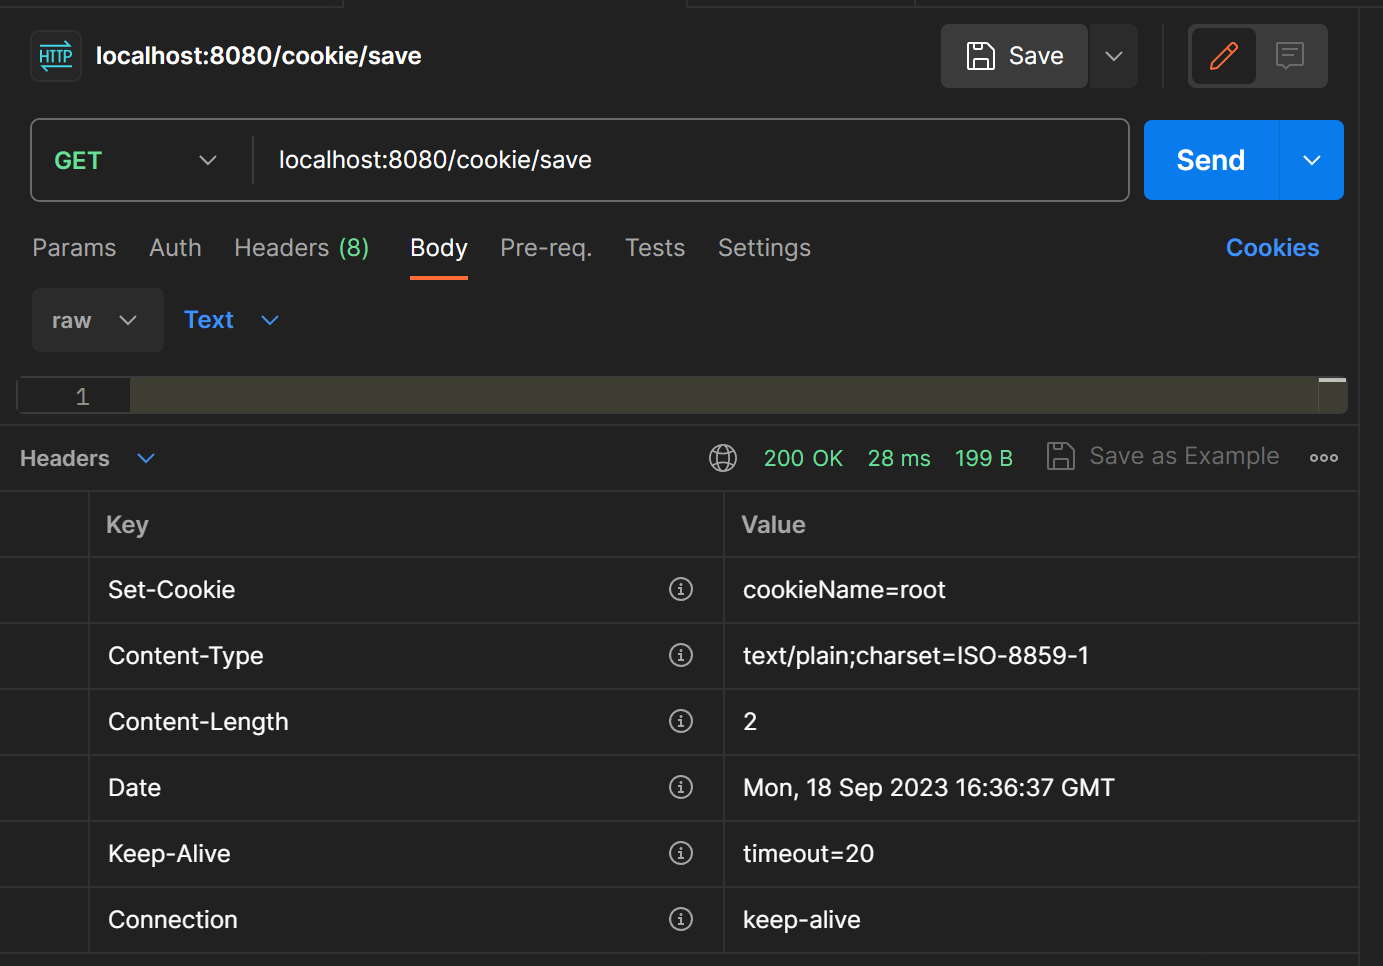 HTTP localhost:8080/cookie/save Save
GET localhost:8080/cookie/save Send
Params Auth Headers (8) Body Pre-req. Tests Settings Cookies
raw Text
1
Headers 200 OK 28 ms 199 B Save as Example
Key Value
Set-Cookie cookieName=root
Content-Type text/plain;charset=ISO-8859-1
Content-Length 2
Date Mon, 18 Sep 2023 16:36:37 GMT
Keep-Alive timeout=20
Connection keep-alive